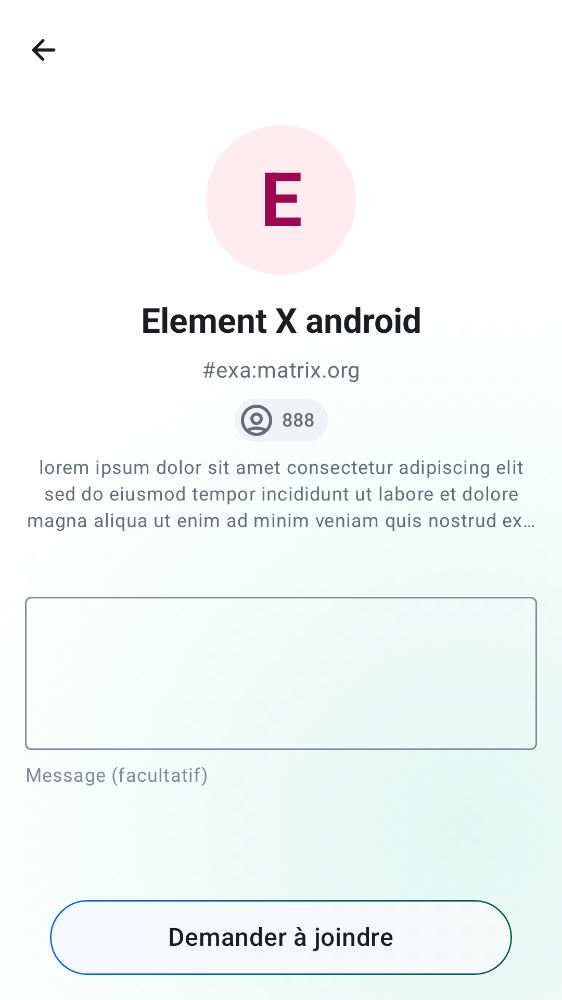 E
Element X android
#exa:matrix.org
888
lorem ipsum dolor sit amet consectetur adipiscing elit
sed do eiusmod tempor incididunt ut labore et dolore
magna aliqua ut enim ad minim veniam quis nostrud ex…
Message (facultatif)
Demander à joindre